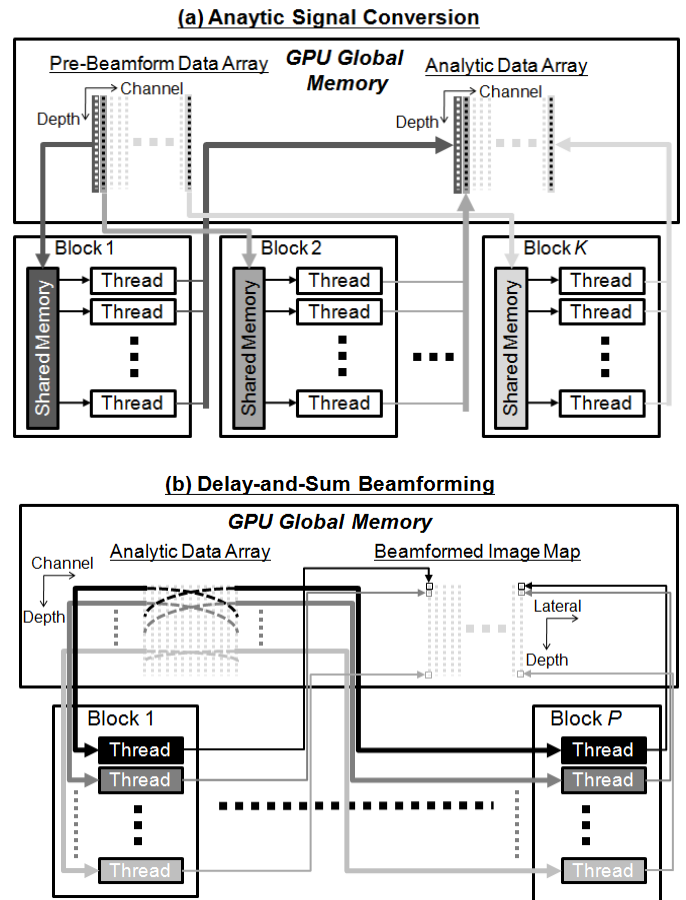 (a) Anaytic Signal Conversion
GPU Global
Memory
Pre-Beamform Data Array
Analytic Data Array
Channel
Depth
Channel
Depth
Block 1
Shared Memory
Thread
Thread
Thread
Block 2
Shared Memory
Thread
Thread
Thread
Block K
Shared Memory
Thread
Thread
Thread
(b) Delay-and-Sum Beamforming
GPU Global Memory
Analytic Data Array
Beamformed Image Map
Channel
Depth
Lateral
Depth
Block 1
Thread
Thread
Thread
Block P
Thread
Thread
Thread